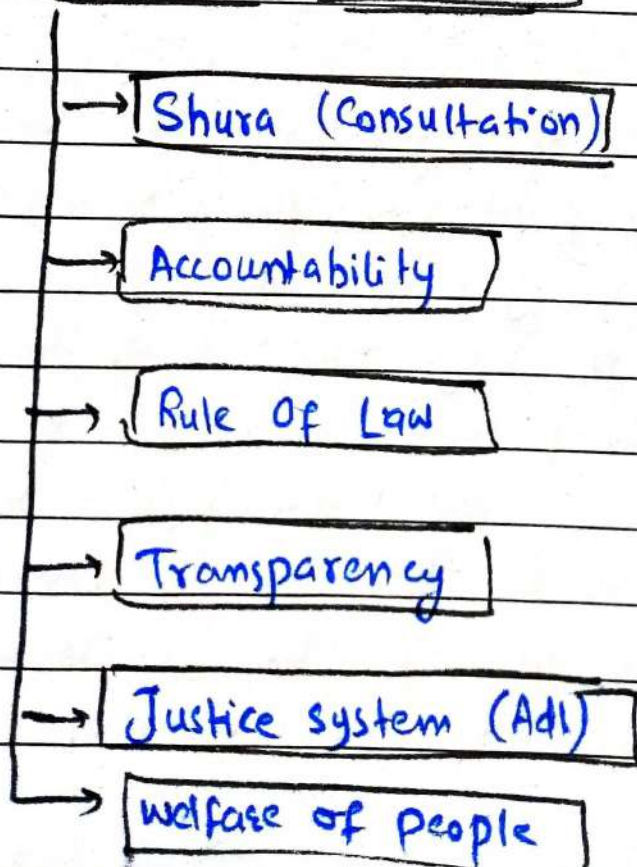 Shura (Consultation)
Accountability
Rule Of Law
Transparency
Justice system (Adl)
Welfare of people